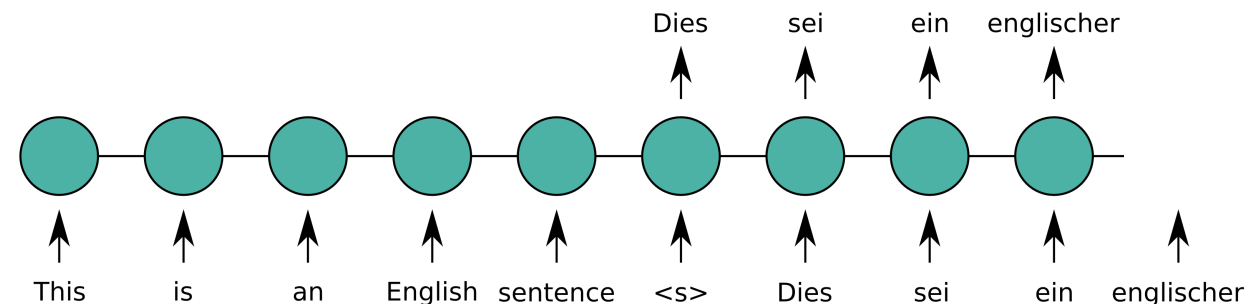 Dies sei ein englischer
This is an English sentence <s> Dies sei ein englischer